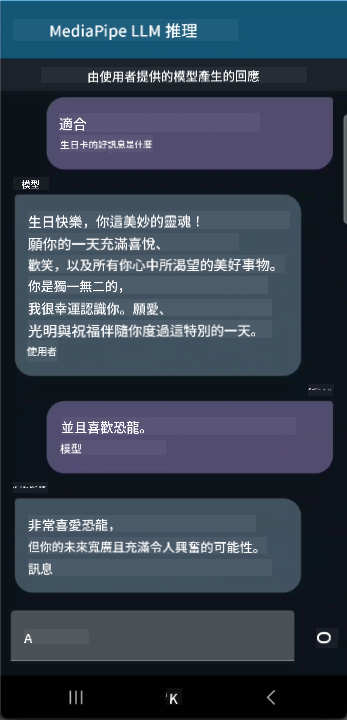 MediaPipe LLM 推理
由使用者提供的模型產生的回應
適合
生日卡的好訊息是什麼
模型
生日快樂，你這美妙的靈魂！
願你的一天充滿喜悅、
歡笑，以及所有你心中所渴望的美好事物。
你是獨一無二的，
我很幸運認識你。願愛、
光明與祝福伴隨你度過這特別的一天。
使用者
並且喜歡恐龍。
模型
非常喜愛恐龍，
但你的未來寬廣且充滿令人興奮的可能性。
訊息
A
K